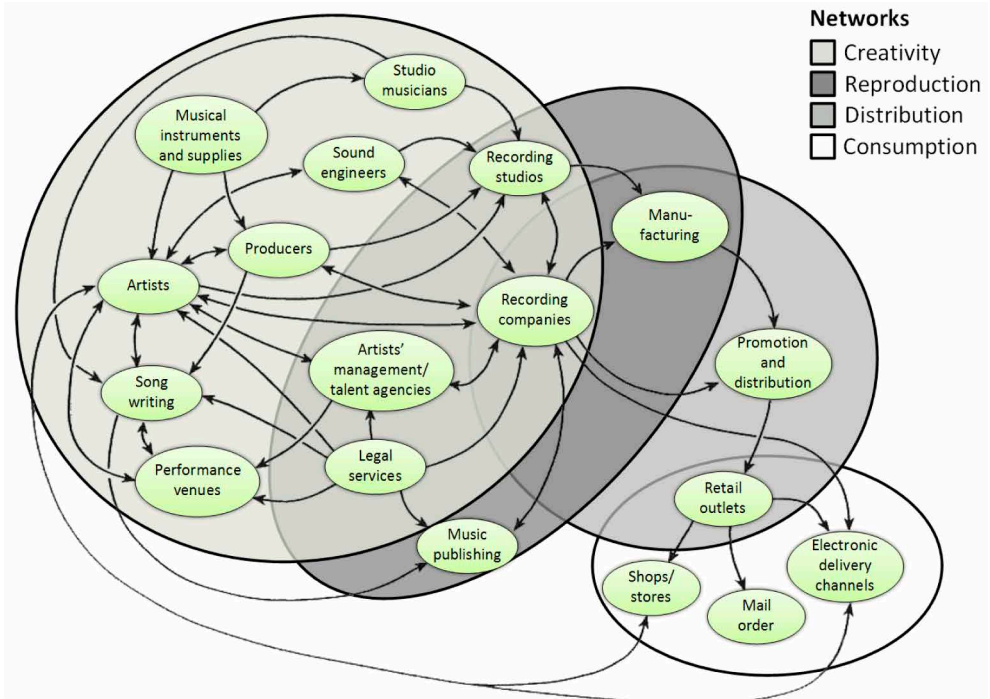 Networks
Creativity
Reproduction
Distribution
Consumption
Studio
musicians
Musical
instruments
and supplies
Sound
engineers
Recording
studios
Manu-
facturing
Producers
Artists
Recording
companies
Artists'
management/
talent agencies
Promotion
and
distribution
Song
writing
Performance
venues
Legal
services
Retail
outlets
Music
publishing
Electronic
delivery
channels
Shops/
stores
Mail
order